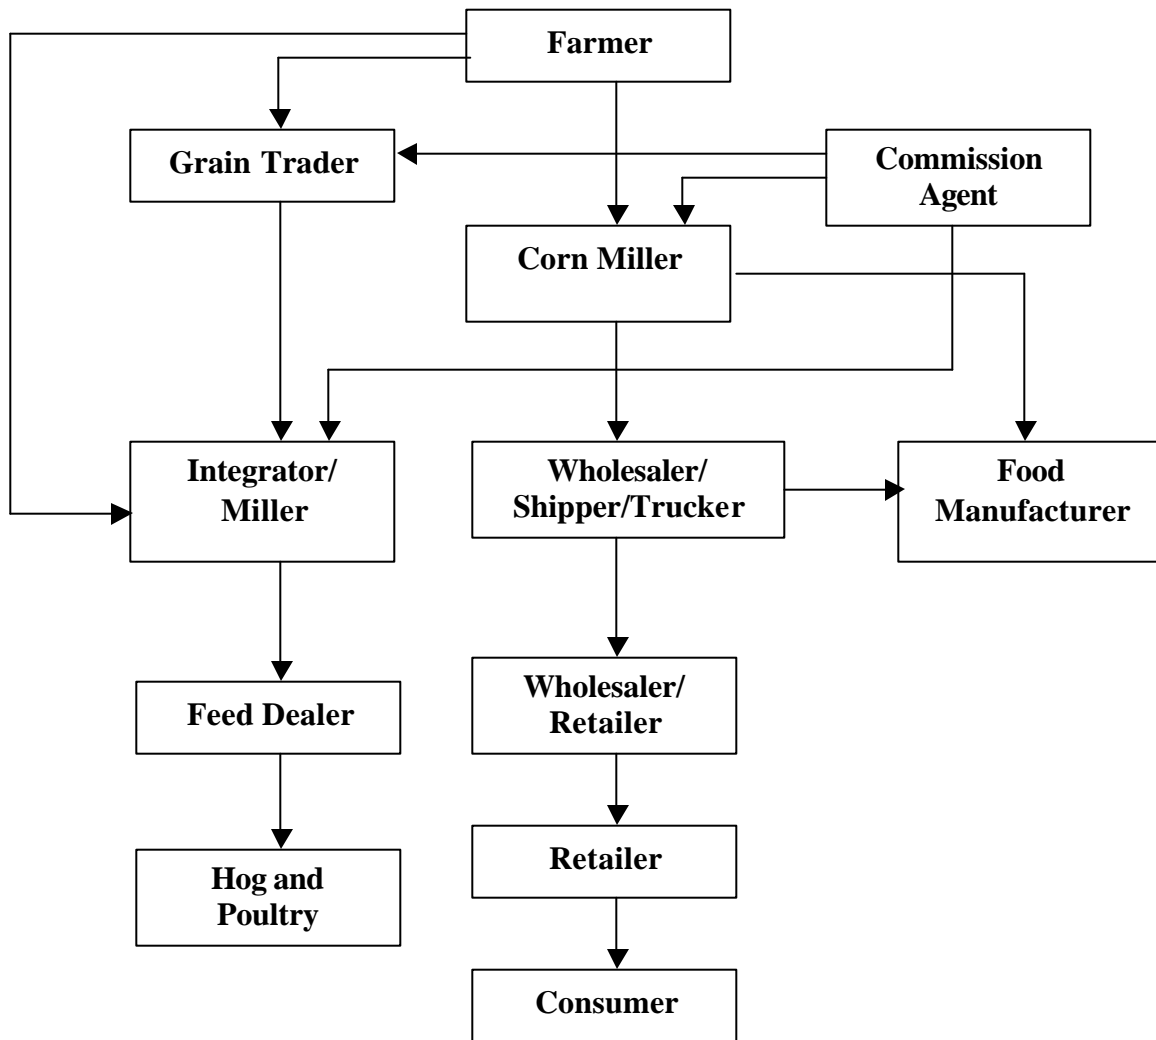 Farmer
Grain Trader
Commission
Agent
Corn Miller
Integrator/
Miller
Wholesaler/
Shipper/Trucker
Food
Manufacturer
Feed Dealer
Wholesaler/
Retailer
Hog and
Poultry
Retailer
Consumer